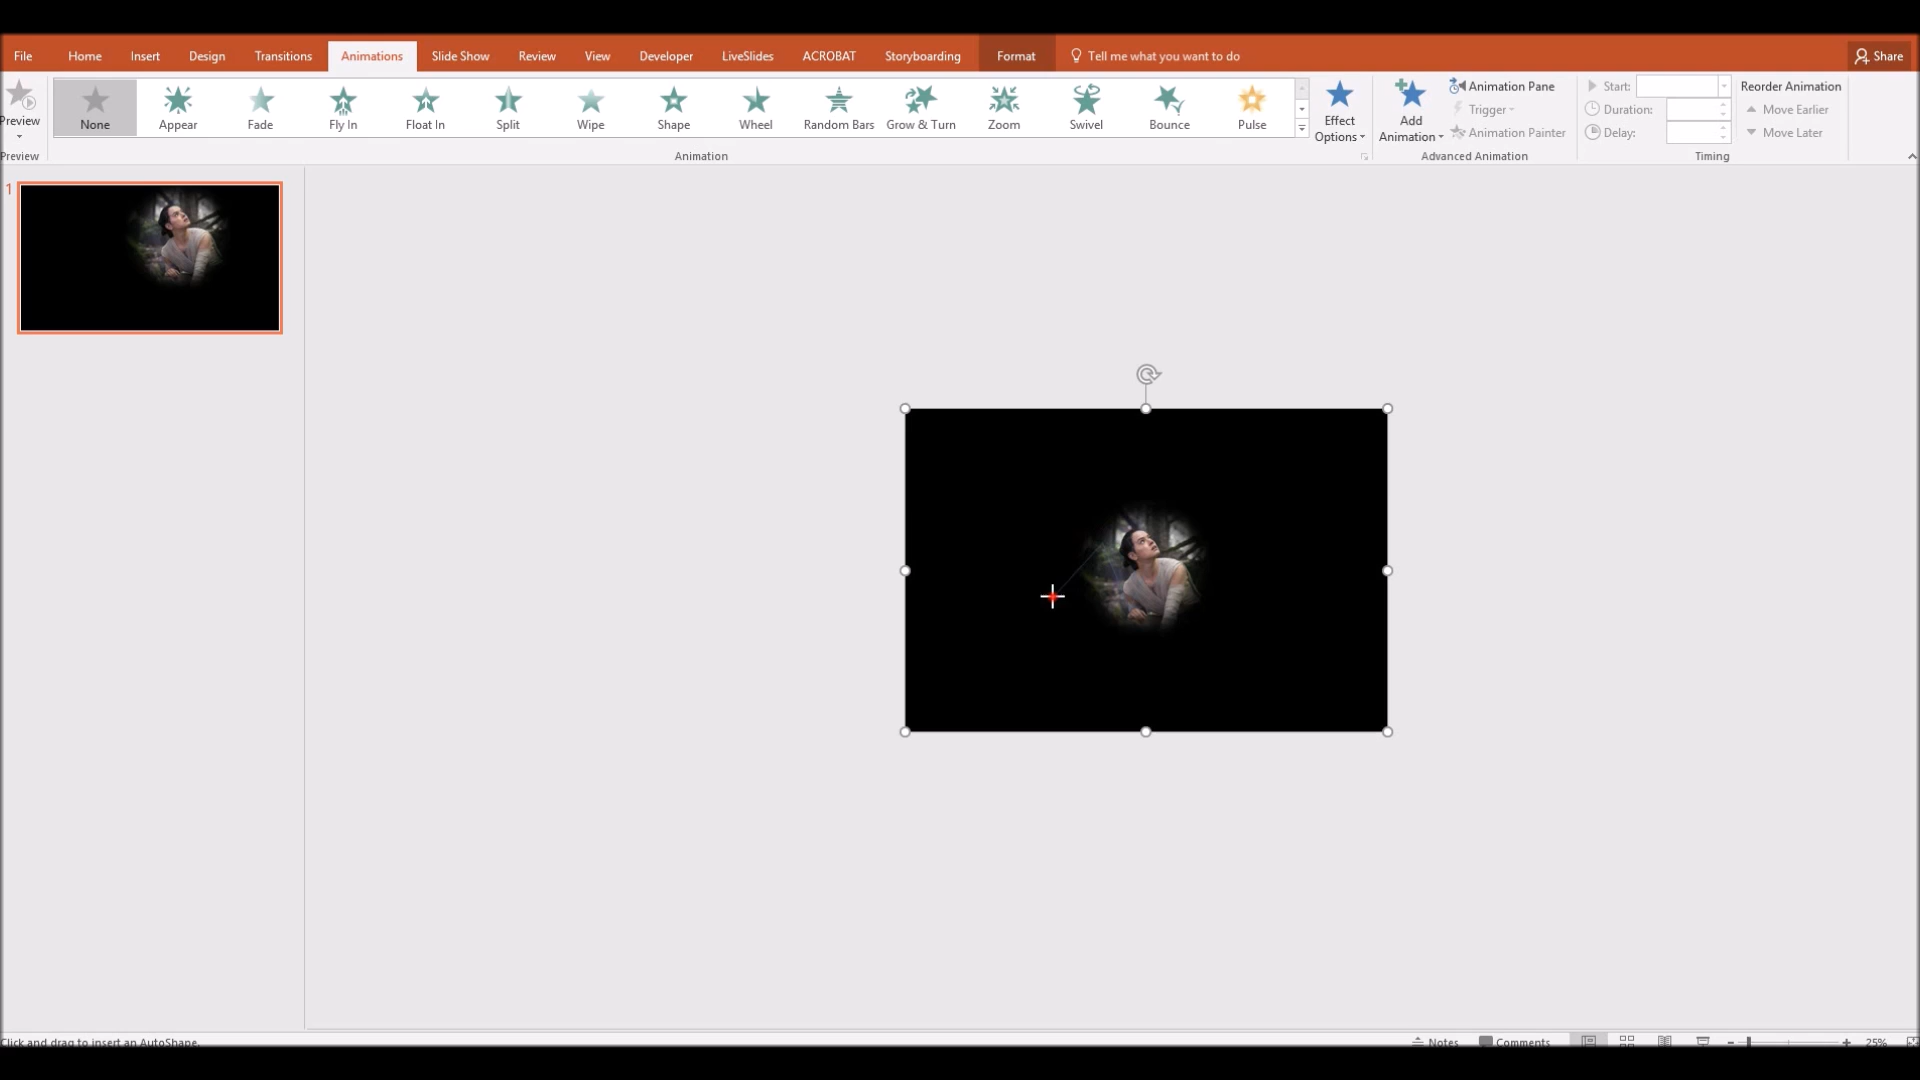 File Home Insert Design Transitions Animations Slide Show Review View Developer LiveSlides ACROBAT Storyboarding Format Tell me what you want to do Share
Preview
None Appear Fade Fly In Float In Split Wipe Shape Wheel Random Bars Grow & Turn Zoom Swivel Bounce Pulse
Effect Options
Add Animation
Animation Pane
Trigger
Animation Painter
Start:
Duration:
Delay:
Reorder Animation
Move Earlier
Move Later
Preview Animation Advanced Animation Timing
1
Click and drag to insert an AutoShape.
Notes Comments 25%